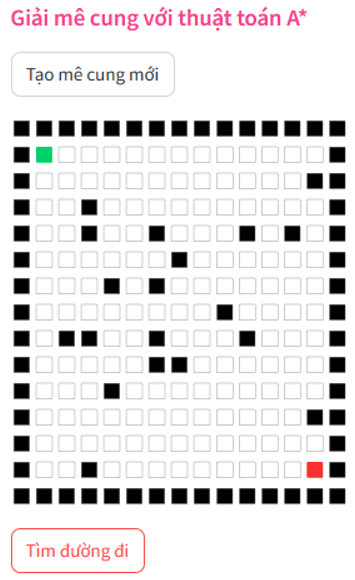 Giải mê cung với thuật toán A*
Tạo mê cung mới
Tìm đường đi